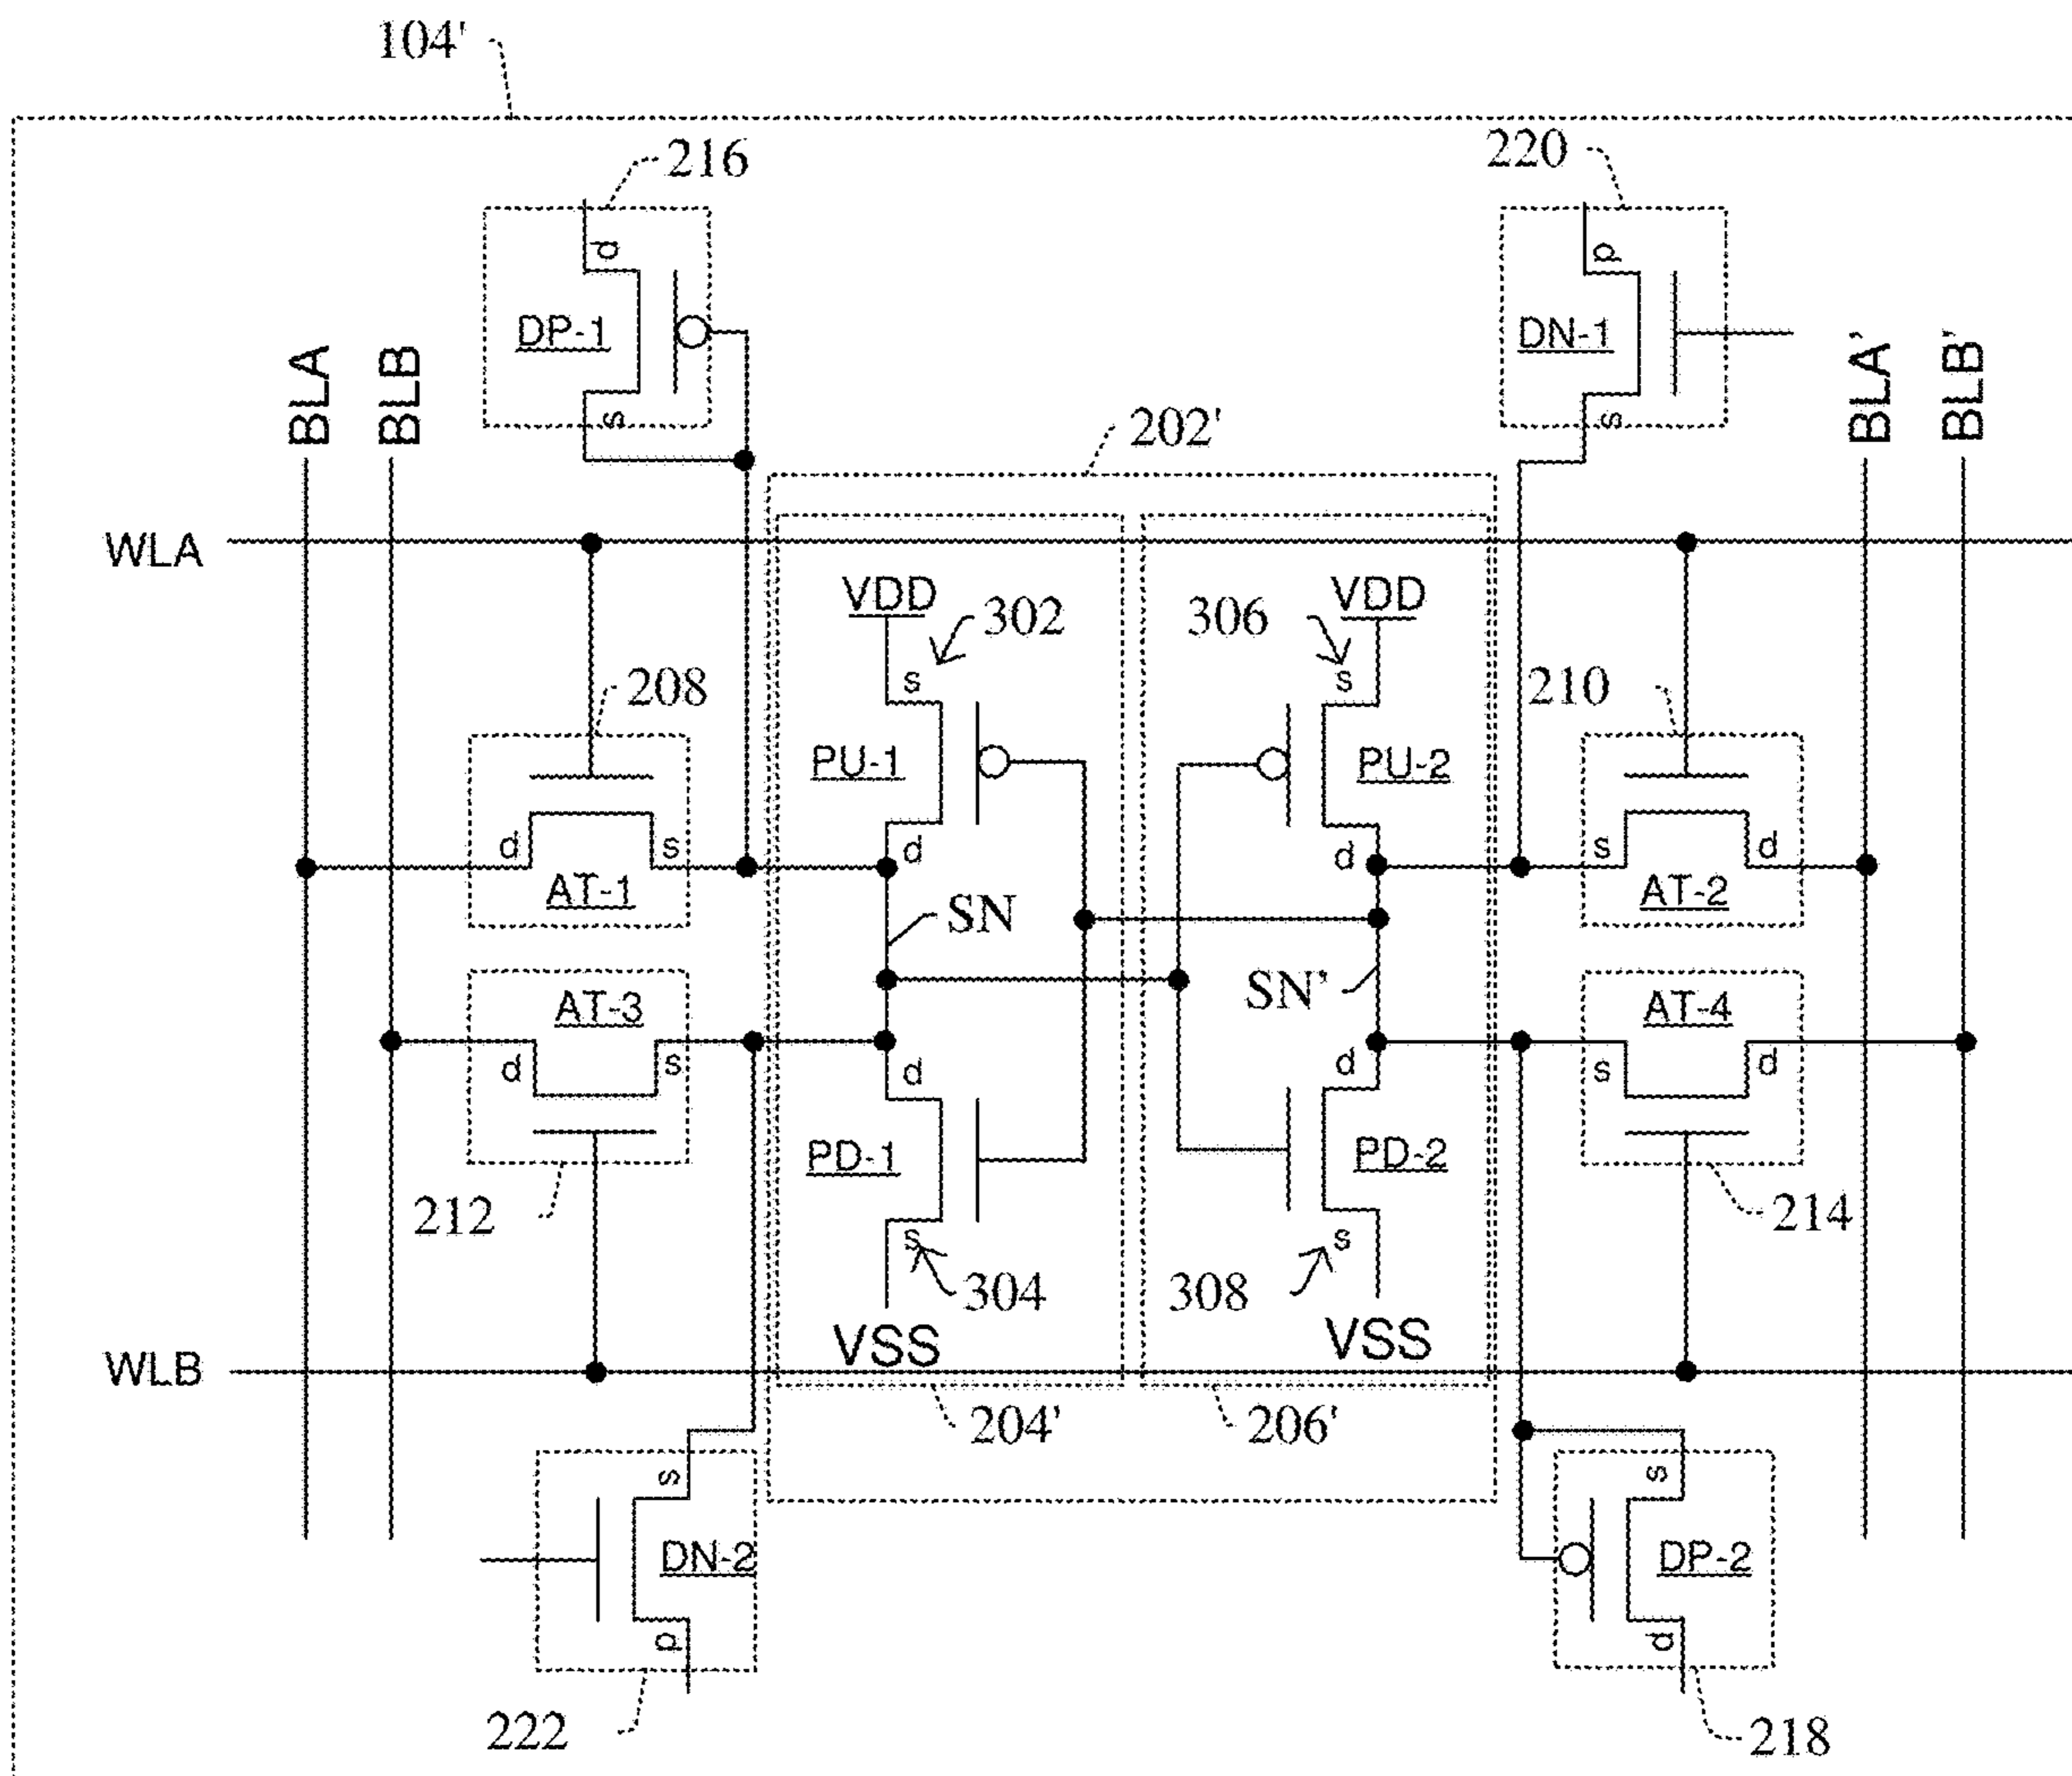 104'
216
220
d
d
DP-1
DN-1
BLA
BLB
BLA'
BLB'
s
s
202'
WLA
VDD
302
306
VDD
s
s
208
210
PU-1
PU-2
d
s
d
d
s
d
AT-1
AT-2
SN
SN’
AT-3
AT-4
d
s
d
d
s
d
PD-1
PD-2
212
214
s
s
304
308
VSS
VSS
WLB
204'
206'
s
s
DN-2
DP-2
d
d
222
218